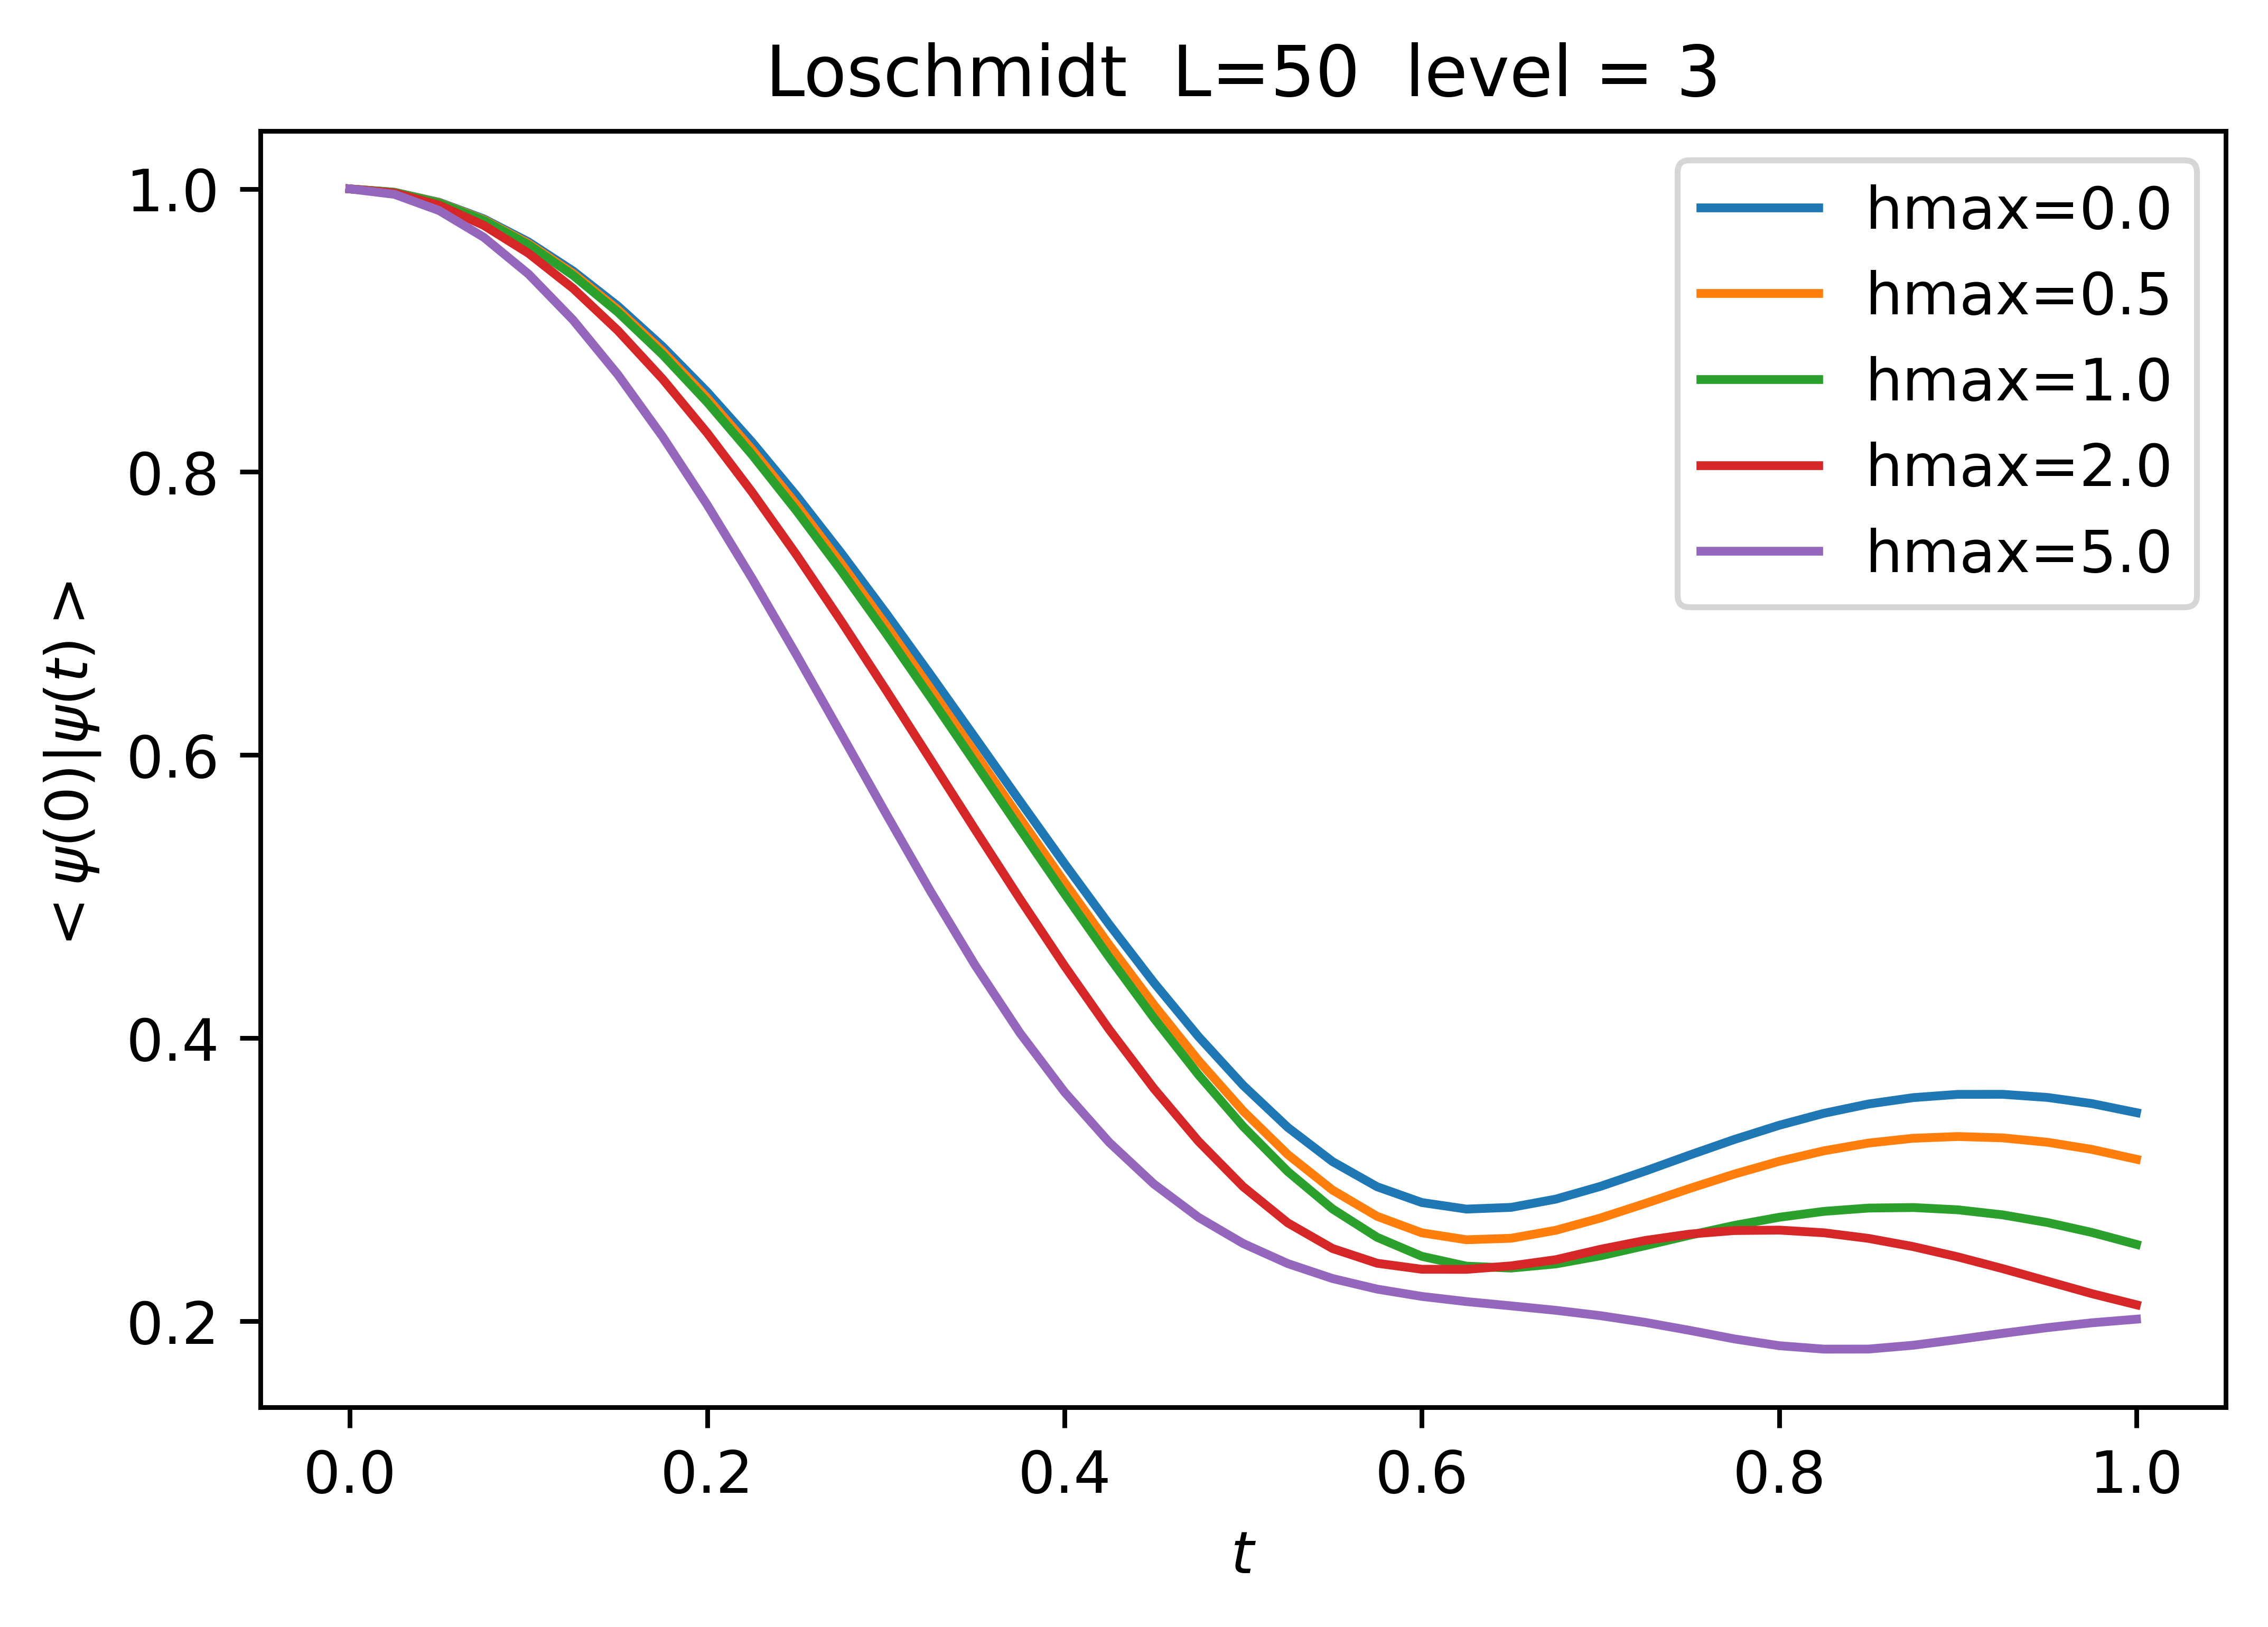 Loschmidt  L=50  level = 3
< ψ(0)|ψ(t) >
1.0
0.8
0.6
0.4
0.2
hmax=0.0
hmax=0.5
hmax=1.0
hmax=2.0
hmax=5.0
0.0 0.2 0.4 0.6 0.8 1.0
t